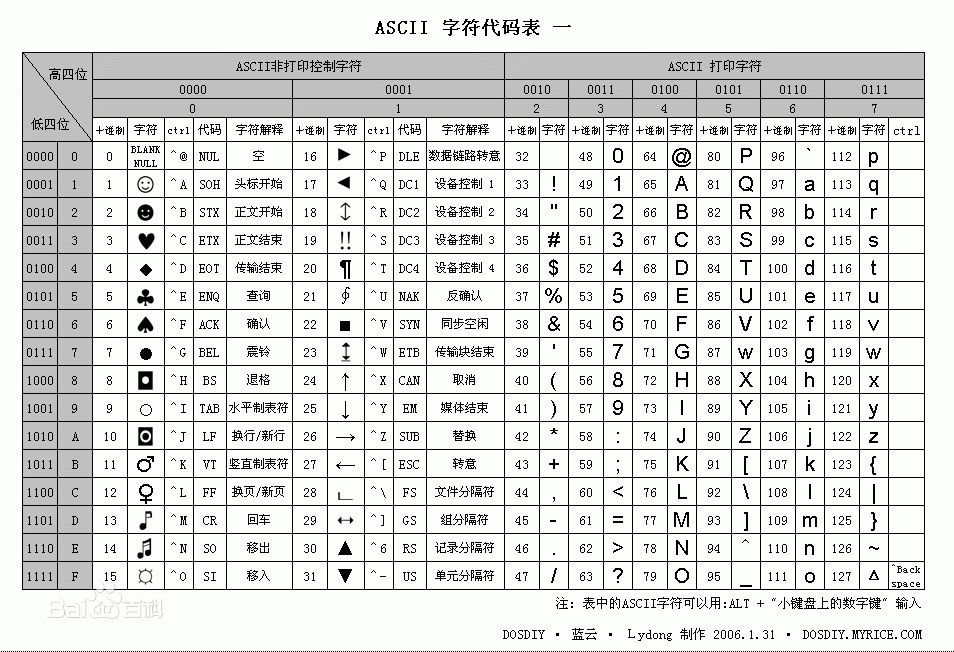 ASCII 字符代码表 一
高四位 ASCII非打印控制字符 ASCII 打印字符
0000 0001 0010 0011 0100 0101 0110 0111
0 1 2 3 4 5 6 7
低四位 十进制 字符 ctrl 代码 字符解释 十进制 字符 ctrl 代码 字符解释 十进制 字符 十进制 字符 十进制 字符 十进制 字符 十进制 字符 十进制 字符 ctrl
0000 0 0 BLANK NULL ^@ NUL 空 16 ► ^P DLE 数据链路转意 32 48 0 64 @ 80 P 96 ` 112 p
0001 1 1 ☺ ^A SOH 头标开始 17 ◄ ^Q DC1 设备控制 1 33 ! 49 1 65 A 81 Q 97 a 113 q
0010 2 2 ☻ ^B STX 正文开始 18 ↕ ^R DC2 设备控制 2 34 " 50 2 66 B 82 R 98 b 114 r
0011 3 3 ♥ ^C ETX 正文结束 19 ‼ ^S DC3 设备控制 3 35 # 51 3 67 C 83 S 99 c 115 s
0100 4 4 ♦ ^D EOT 传输结束 20 ¶ ^T DC4 设备控制 4 36 $ 52 4 68 D 84 T 100 d 116 t
0101 5 5 ♣ ^E ENQ 查询 21 ∮ ^U NAK 反确认 37 % 53 5 69 E 85 U 101 e 117 u
0110 6 6 ♠ ^F ACK 确认 22 ■ ^V SYN 同步空闲 38 & 54 6 70 F 86 V 102 f 118 v
0111 7 7 ● ^G BEL 震铃 23 ↨ ^W ETB 传输块结束 39 ' 55 7 71 G 87 w 103 g 119 w
1000 8 8 ◘ ^H BS 退格 24 ↑ ^X CAN 取消 40 ( 56 8 72 H 88 X 104 h 120 x
1001 9 9 ○ ^I TAB 水平制表符 25 ↓ ^Y EM 媒体结束 41 ) 57 9 73 I 89 Y 105 i 121 y
1010 A 10 ◙ ^J LF 换行/新行 26 → ^Z SUB 替换 42 * 58 : 74 J 90 Z 106 j 122 z
1011 B 11 ♂ ^K VT 竖直制表符 27 ← ^[ ESC 转意 43 + 59 ; 75 K 91 [ 107 k 123 {
1100 C 12 ♀ ^L FF 换页/新页 28 ∟ ^\ FS 文件分隔符 44 , 60 < 76 L 92 \ 108 l 124 |
1101 D 13 ♪ ^M CR 回车 29 ↔ ^] GS 组分隔符 45 - 61 = 77 M 93 ] 109 m 125 }
1110 E 14 ♫ ^N SO 移出 30 ▲ ^6 RS 记录分隔符 46 . 62 > 78 N 94 ^ 110 n 126 ~
1111 F 15 ☼ ^O SI 移入 31 ▼ ^- US 单元分隔符 47 / 63 ? 79 O 95 _ 111 o 127 Δ ^Back space
Bai百科
注: 表中的ASCII字符可以用:ALT + "小键盘上的数字键" 输入
DOSDIY · 蓝云 · Lydong 制作 2006.1.31 · DOSDIY.MYRICE.COM